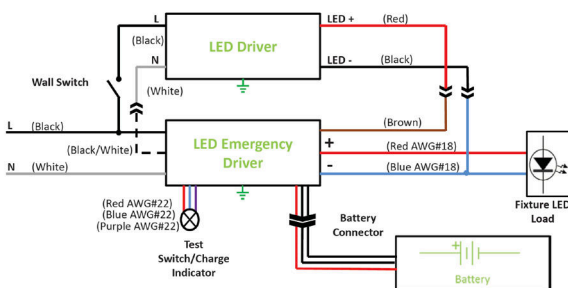 L
LED + (Red)
(Black)
LED Driver
N
LED - (Black)
Wall Switch
(White)
L (Black)
(Brown)
(Black/White)
LED Emergency
Driver
+ (Red AWG#18)
N (White)
- (Blue AWG#18)
(Red AWG#22)
(Blue AWG#22)
(Purple AWG#22)
Fixture LED
Load
Test
Switch/Charge
Indicator
Battery
Connector
+
Battery